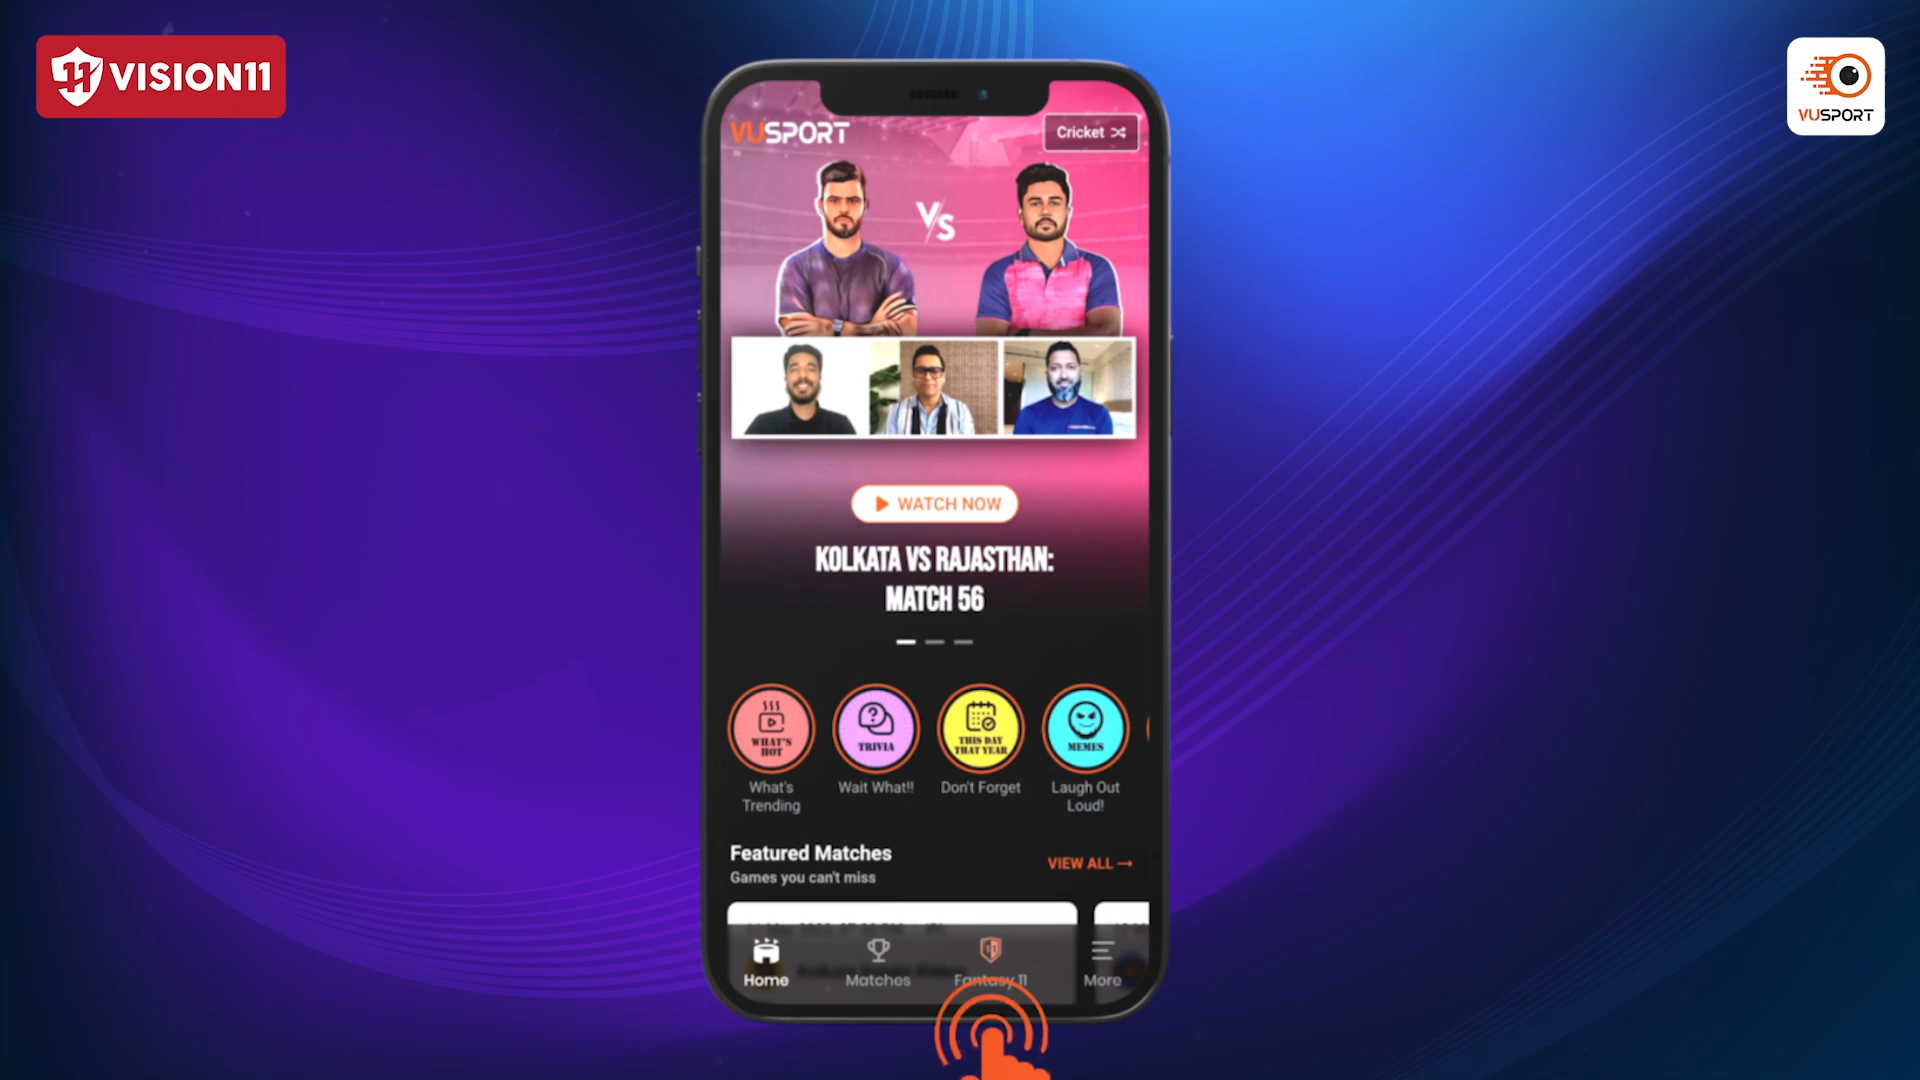 VISION11
VUSPORT
VUSPORT
Cricket
VS
WATCH NOW
KOLKATA VS RAJASTHAN:
MATCH 56
WHAT'S
HOT
TRIVIA
THIS DAY
THAT YEAR
MEMES
What's
Trending
Wait What!!
Don't Forget
Laugh Out
Loud!
Featured Matches
VIEW ALL →
Games you can't miss
Home
Matches
Fantasy 11
More